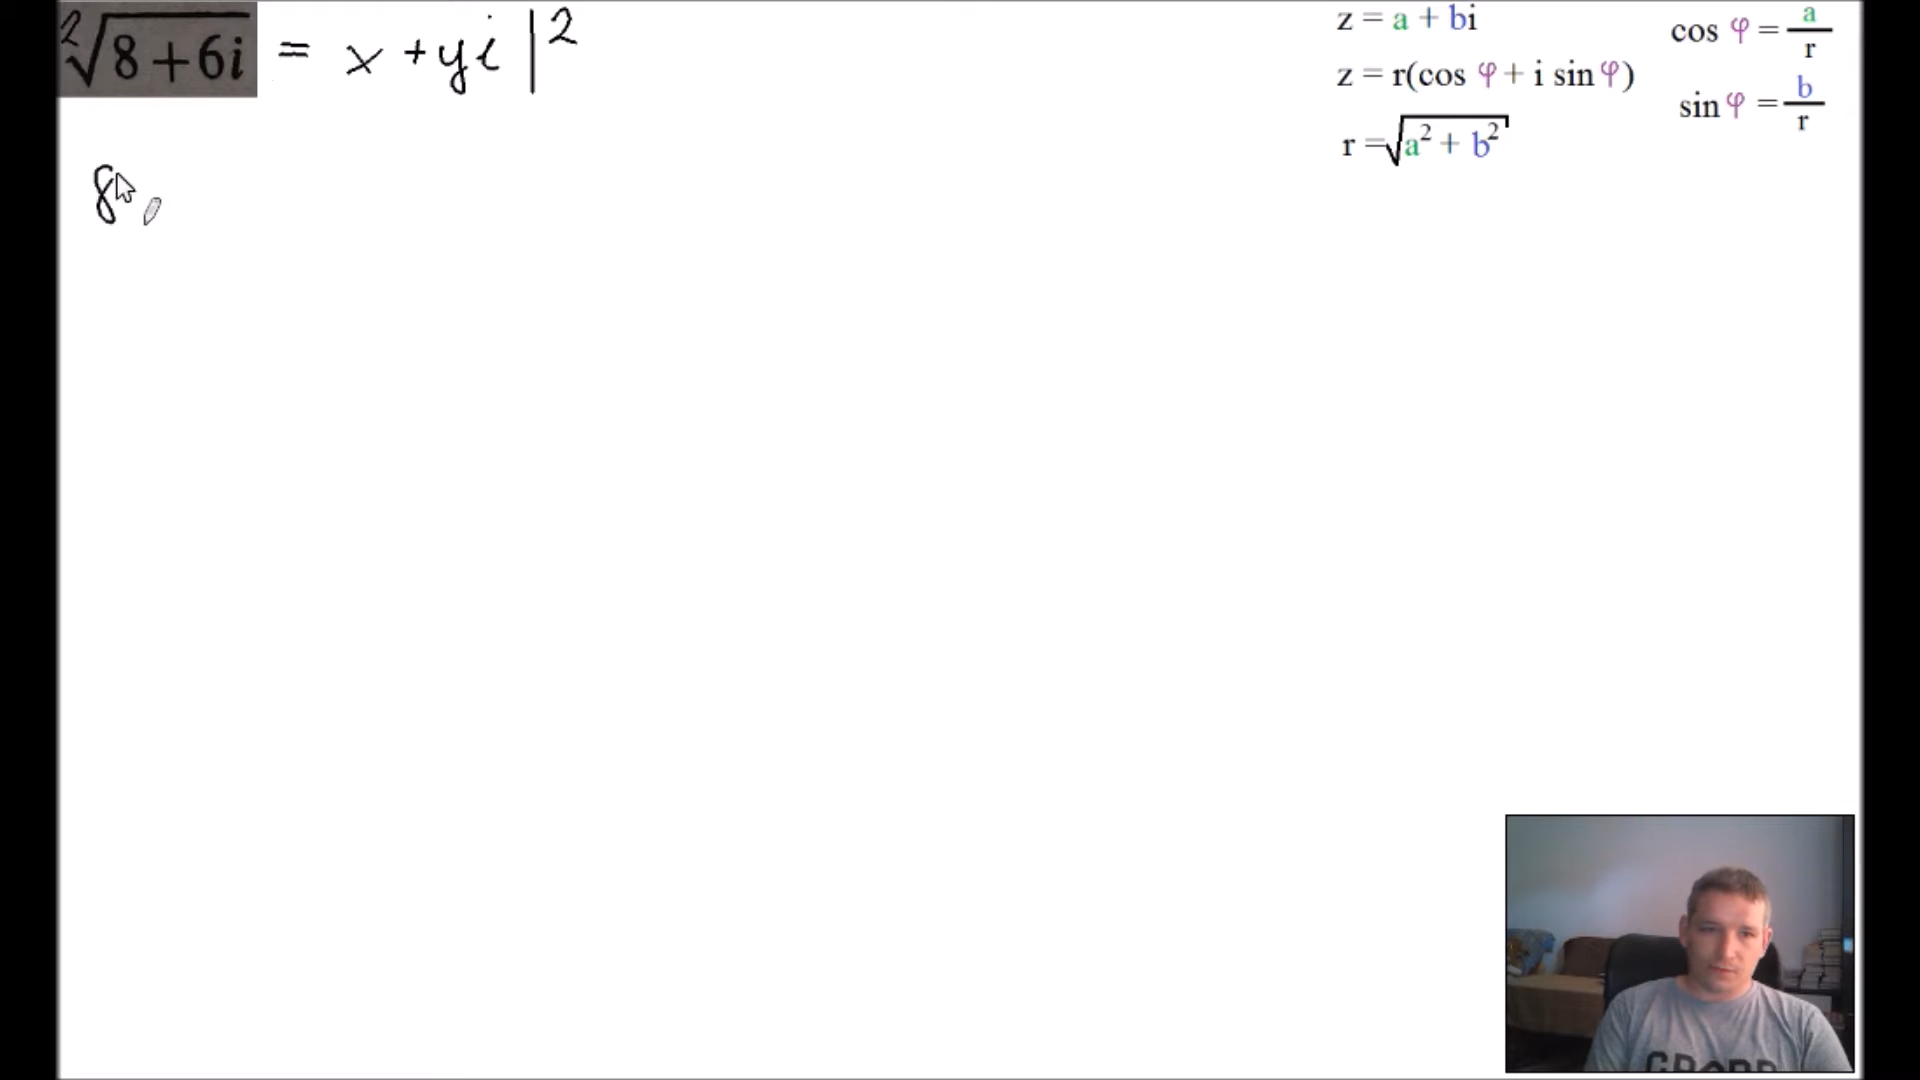 ²√8+6i = x+yi |²
8
z = a + bi
z = r(cos φ + i sin φ)
r = √a² + b²
cos φ = a/r
sin φ = b/r